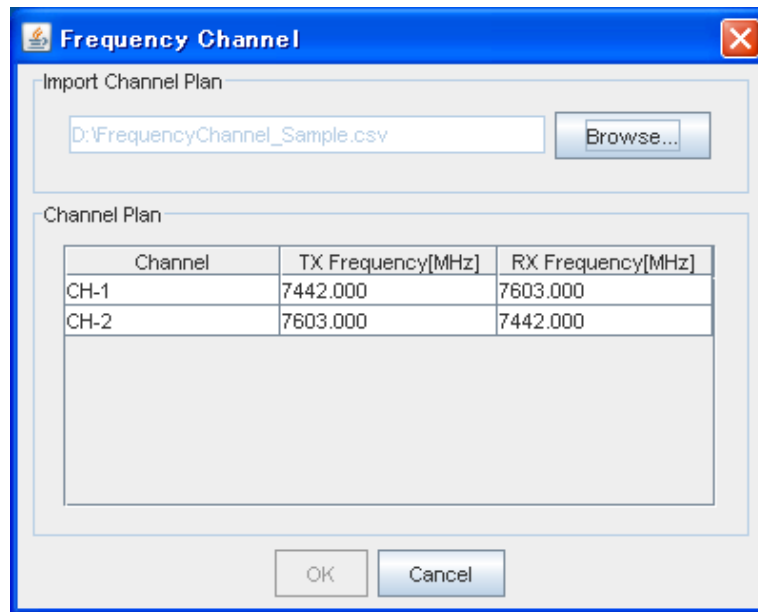 Frequency Channel
Import Channel Plan
D:\FrequencyChannel_Sample.csv Browse...
Channel Plan
Channel TX Frequency[MHz] RX Frequency[MHz]
CH-1 7442.000 7603.000
CH-2 7603.000 7442.000
OK Cancel